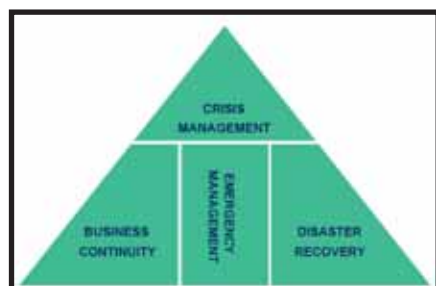 CRISIS
MANAGEMENT
BUSINESS
CONTINUITY
EMERGENCY
MANAGEMENT
DISASTER
RECOVERY